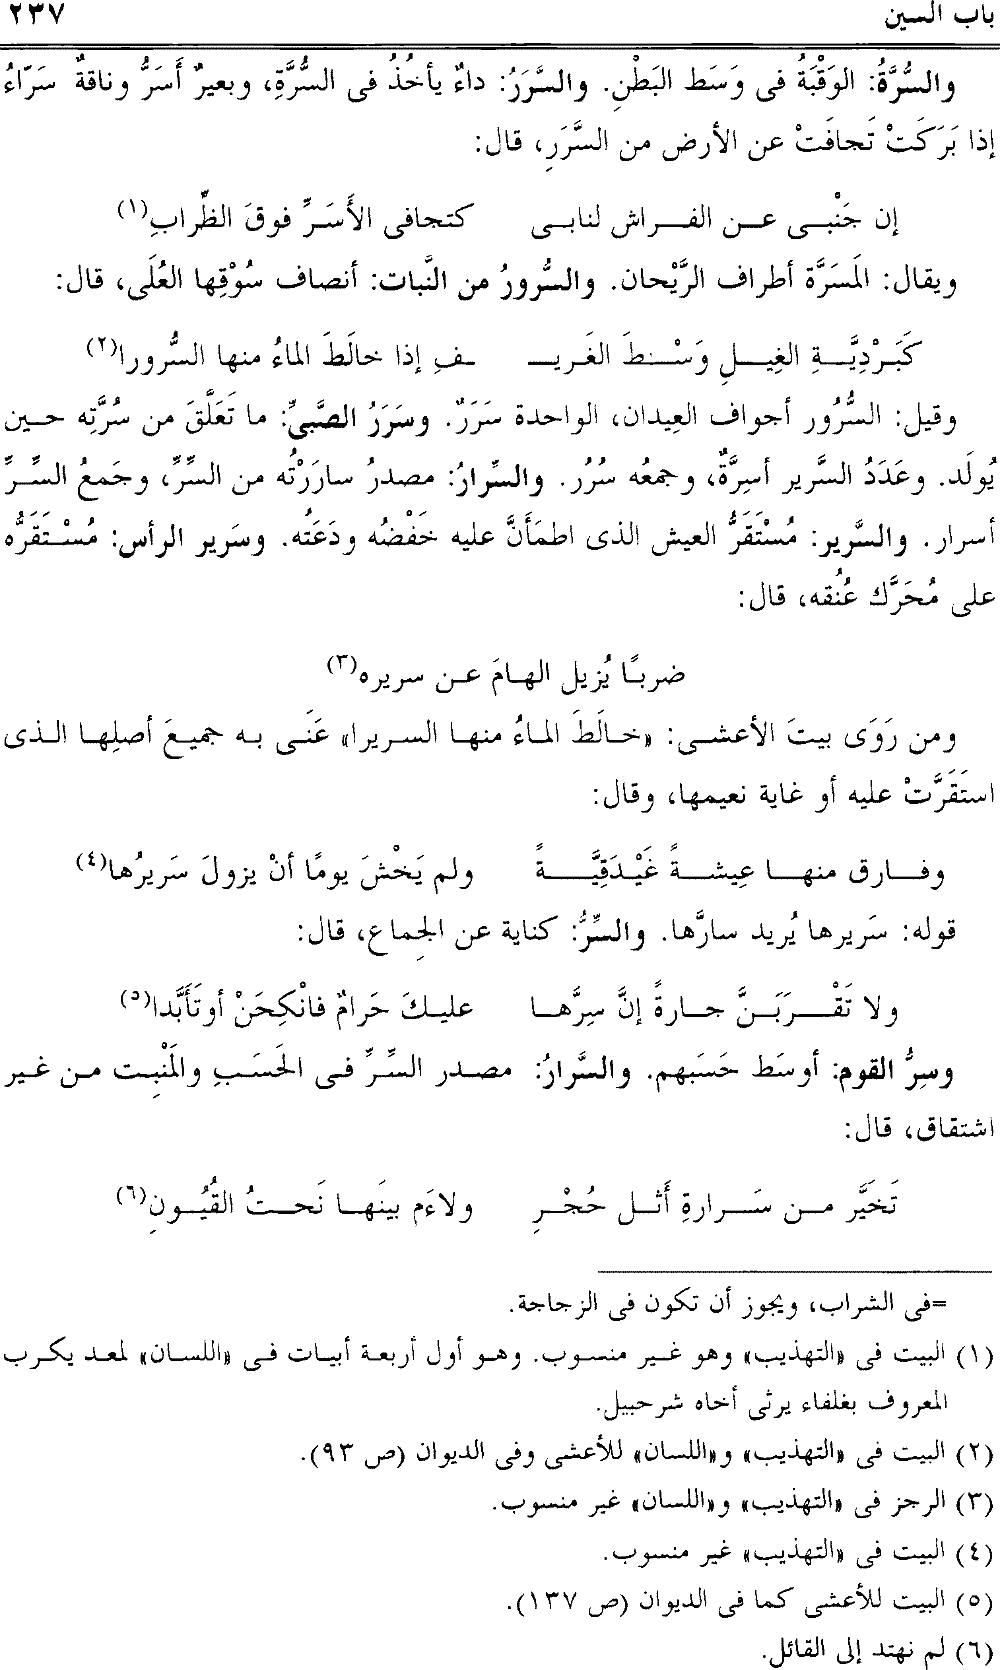 باب السين ٢٣٧
والسُّرَّةُ: الوَقْبَةُ فى وَسَط البَطْنِ. والسَّرَرُ: داءٌ يأخُذُ فى السُّرَّةِ، وبعيرٌ أَسَرُّ وناقةٌ سَرّاءُ
إذا بَرَكَتْ تَجافَتْ عن الأرض من السَّرَرِ، قال:
إن جَنْبى عن الفراش لنابى كتجافى الأَسَرِّ فوقَ الظِّرابِ(١)
ويقال: المَسَرَّة أطراف الرَّيْحان. والسُّرورُ من النَّبات: أنصاف سُوْقِها العُلَى، قال:
كَبَرْدِيَّةِ الغِيلِ وَسْطَ الغَريـ ـفِ إذا خالَطَ الماءُ منها السُّرورا(٢)
وقيل: السُّرُور أجواف العِيدان، الواحدة سَرَرٌ. وسَرَرُ الصَّبىِّ: ما تَعَلَّقَ من سُرَّتِه حين
يُولَد. وعَدَدُ السَّرير أسِرَّةٌ، وجمعُه سُرُر. والسِّرارُ: مصدرُ سارَرْتُه من السِّرِّ، وجَمعُ السِّرِّ
أسرار. والسَّرير: مُسْتَقَرُّ العيش الذى اطمَأَنَّ عليه خَفْضُه ودَعَتُه. وسَرير الرأس: مُسْتَقَرُّه
على مُحَرَّك عُنُقه، قال:
ضربًا يُزيل الهامَ عن سريره(٣)
ومن رَوَى بيتَ الأعشى: «خالَطَ الماءُ منها السريرا» عَنَى به جميعَ أصلِها الذى
استَقَرَّتْ عليه أو غاية نعيمها، وقال:
وفارق منها عِيشةً غَيْدَقِيَّةً ولم يَخْشَ يومًا أنْ يزولَ سَريرُها(٤)
قوله: سَريرها يُريد سارَّها. والسِّرُّ: كناية عن الجِماع، قال:
ولا تَقْرَبَنَّ جارةً إنَّ سِرَّها عليكَ حَرامٌ فانْكِحَنْ أوتَأَبَّدا(٥)
وسِرُّ القوم: أوسَط حَسَبهم. والسَّرارُ: مصدر السِّرِّ فى الحَسَبِ والمَنْبِت من غير
اشتقاق، قال:
تَخيَّر من سَرارةِ أَثل حُجْرِ ولاءَم بينَها نَحتُ القُيُونِ(٦)
=فى الشراب، ويجوز أن تكون فى الزجاجة.
(١) البيت فى «التهذيب» وهو غير منسوب. وهو أول أربعة أبيات فى «اللسان» لمعد يكرب
المعروف بغلفاء يرثى أخاه شرحبيل.
(٢) البيت فى «التهذيب» و«اللسان» للأعشى وفى الديوان (ص ٩٣).
(٣) الرجز فى «التهذيب» و«اللسان» غير منسوب.
(٤) البيت فى «التهذيب» غير منسوب.
(٥) البيت للأعشى كما فى الديوان (ص ١٣٧).
(٦) لم نهتد إلى القائل.